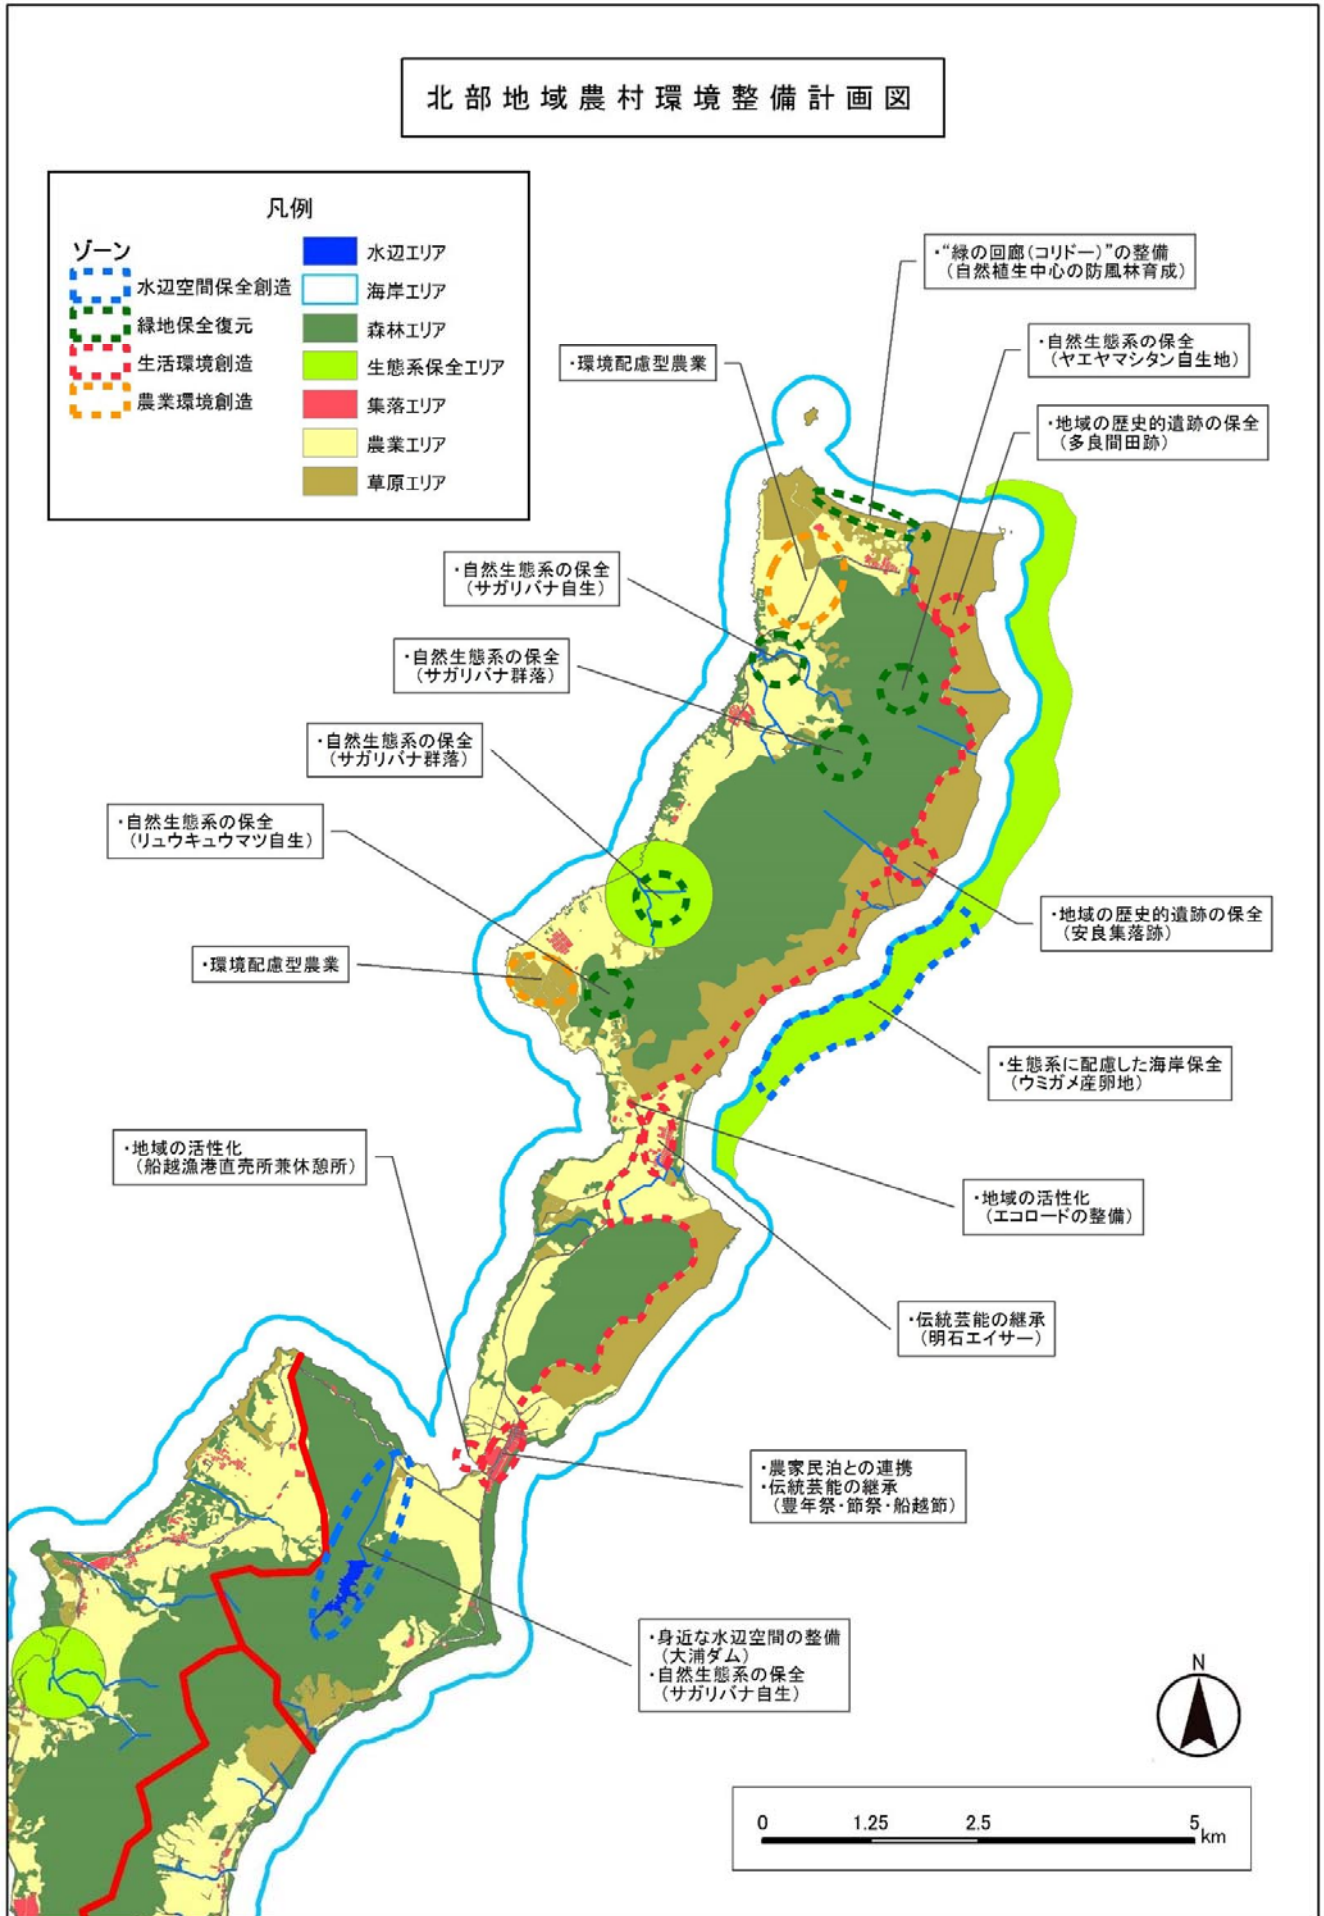 北部地域農村環境整備計画図
凡例
ゾーン
水辺空間保全創造
緑地保全復元
生活環境創造
農業環境創造
水辺エリア
海岸エリア
森林エリア
生態系保全エリア
集落エリア
農業エリア
草原エリア
・“緑の回廊（コリドー）”の整備
（自然植生中心の防風林育成）
・自然生態系の保全
（ヤエヤマシタン自生地）
・環境配慮型農業
・地域の歴史的遺跡の保全
（多良間田跡）
・自然生態系の保全
（サガリバナ自生）
・自然生態系の保全
（サガリバナ群落）
・自然生態系の保全
（サガリバナ群落）
・自然生態系の保全
（リュウキュウマツ自生）
・地域の歴史的遺跡の保全
（安良集落跡）
・環境配慮型農業
・生態系に配慮した海岸保全
（ウミガメ産卵地）
・地域の活性化
（船越漁港直売所兼休憩所）
・地域の活性化
（エコロードの整備）
・伝統芸能の継承
（明石エイサー）
・農家民泊との連携
・伝統芸能の継承
（豊年祭・節祭・船越節）
・身近な水辺空間の整備
（大浦ダム）
・自然生態系の保全
（サガリバナ自生）
N
0 1.25 2.5 5
km